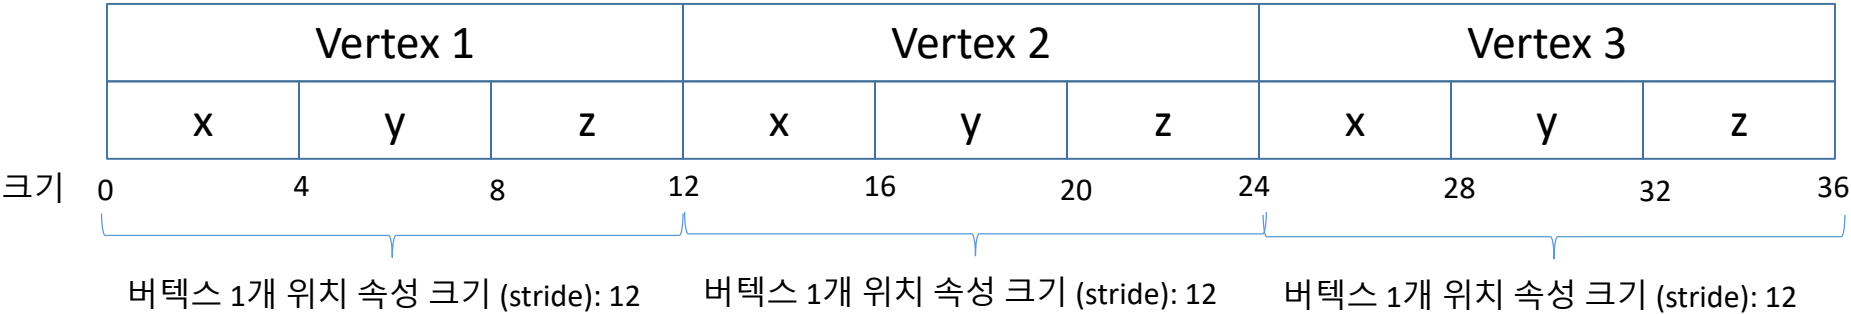 Vertex 1 Vertex 2 Vertex 3
x y z x y z x y z
크기 0 4 8 12 16 20 24 28 32 36
버텍스 1개 위치 속성 크기 (stride): 12 버텍스 1개 위치 속성 크기 (stride): 12 버텍스 1개 위치 속성 크기 (stride): 12